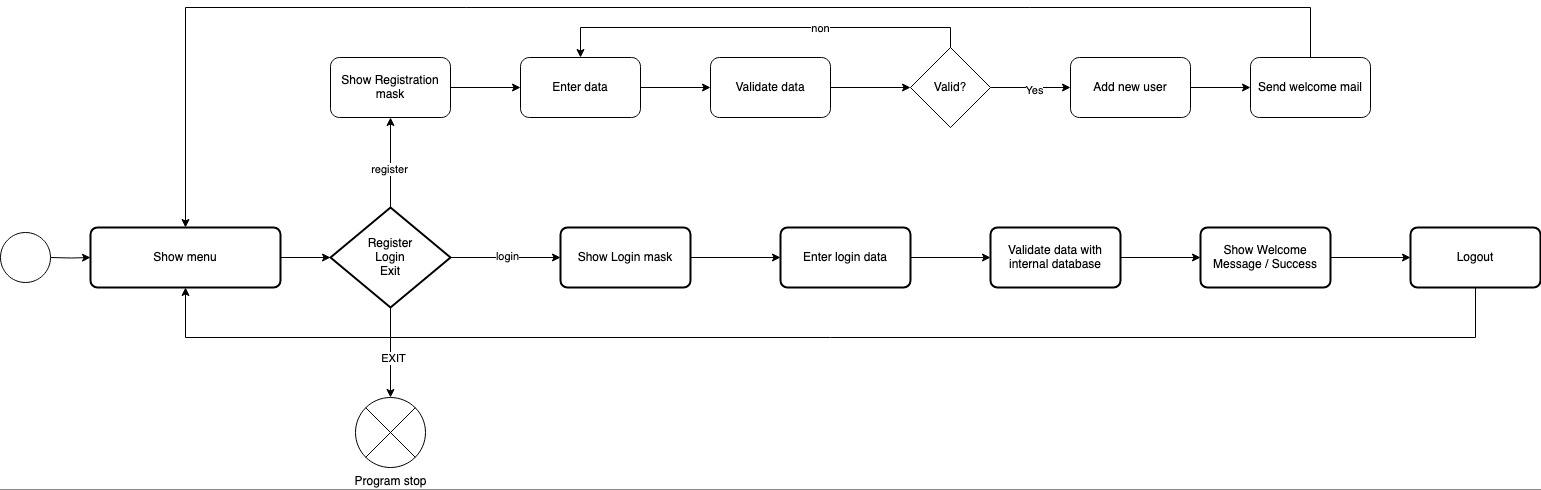 non
Show Registration
mask
Enter data
Validate data
Valid?
Yes
Add new user
Send welcome mail
register
Show menu
Register
Login
Exit
login
Show Login mask
Enter login data
Validate data with
internal database
Show Welcome
Message / Success
Logout
EXIT
Program stop